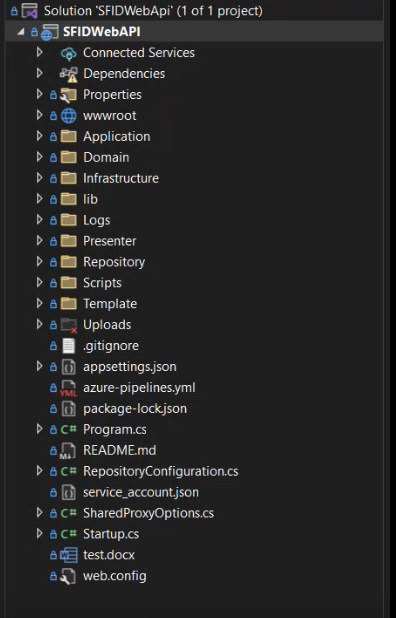 Solution 'SFIDWebApi' (1 of 1 project)
SFIDWebAPI
Connected Services
Dependencies
Properties
wwwroot
Application
Domain
Infrastructure
lib
Logs
Presenter
Repository
Scripts
Template
Uploads
.gitignore
appsettings.json
YML azure-pipelines.yml
package-lock.json
C# Program.cs
M README.md
C# RepositoryConfiguration.cs
service_account.json
C# SharedProxyOptions.cs
C# Startup.cs
test.docx
web.config